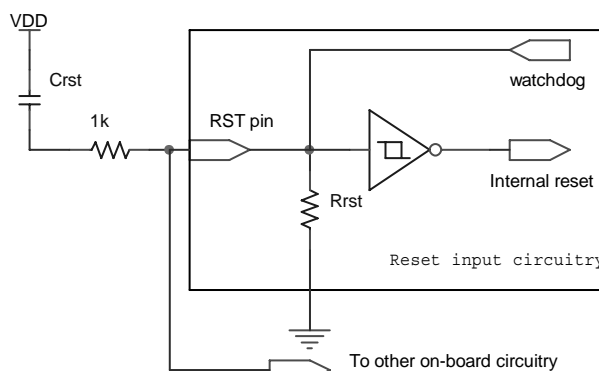 VDD
Crst
watchdog
1k
RST pin
Internal reset
Rrst
Reset input circuitry
To other on-board circuitry